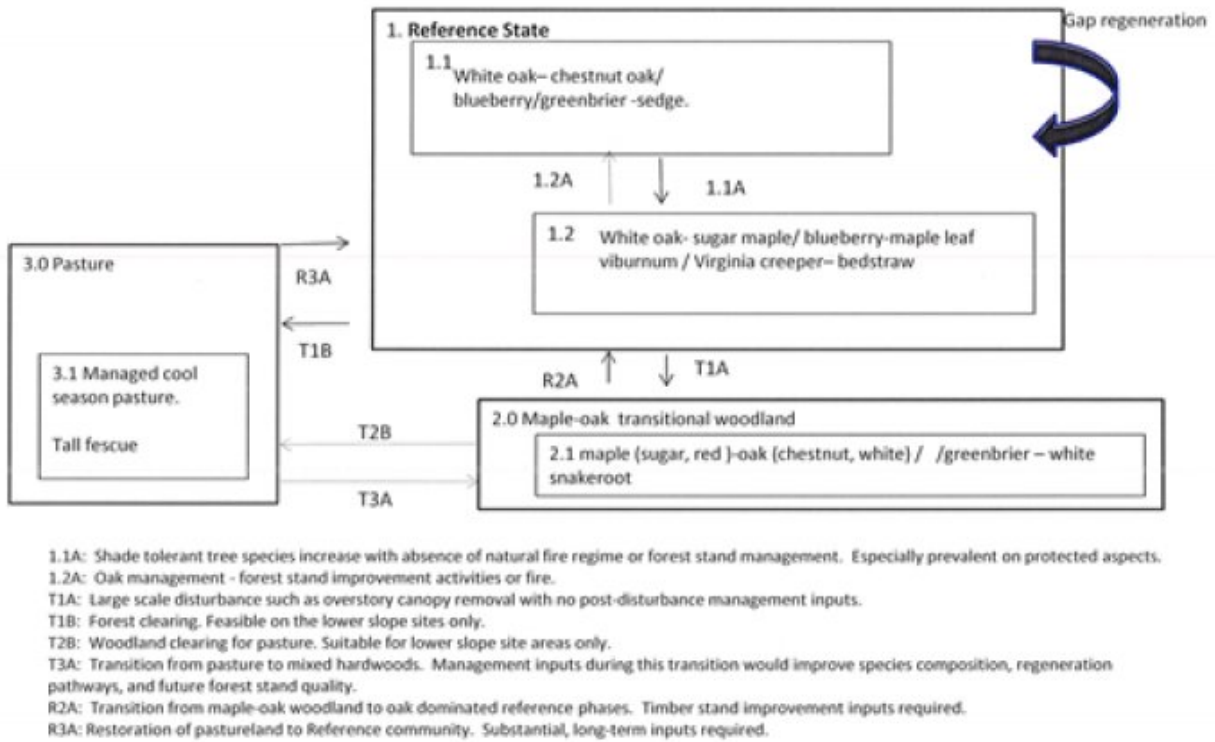 Gap regeneration
1. Reference State
1.1
White oak– chestnut oak/
blueberry/greenbrier -sedge.
1.2A
1.1A
1.2 White oak- sugar maple/ blueberry-maple leaf
viburnum / Virginia creeper– bedstraw
3.0 Pasture
R3A
T1B
3.1 Managed cool
season pasture.
Tall fescue
R2A
T1A
T2B
T3A
2.0 Maple-oak transitional woodland
2.1 maple (sugar, red )-oak (chestnut, white) / /greenbrier – white
snakeroot
1.1A: Shade tolerant tree species increase with absence of natural fire regime or forest stand management. Especially prevalent on protected aspects.
1.2A: Oak management - forest stand improvement activities or fire.
T1A: Large scale disturbance such as overstory canopy removal with no post-disturbance management inputs.
T1B: Forest clearing. Feasible on the lower slope sites only.
T2B: Woodland clearing for pasture. Suitable for lower slope site areas only.
T3A: Transition from pasture to mixed hardwoods. Management inputs during this transition would improve species composition, regeneration
pathways, and future forest stand quality.
R2A: Transition from maple-oak woodland to oak dominated reference phases. Timber stand improvement inputs required.
R3A: Restoration of pastureland to Reference community. Substantial, long-term inputs required.